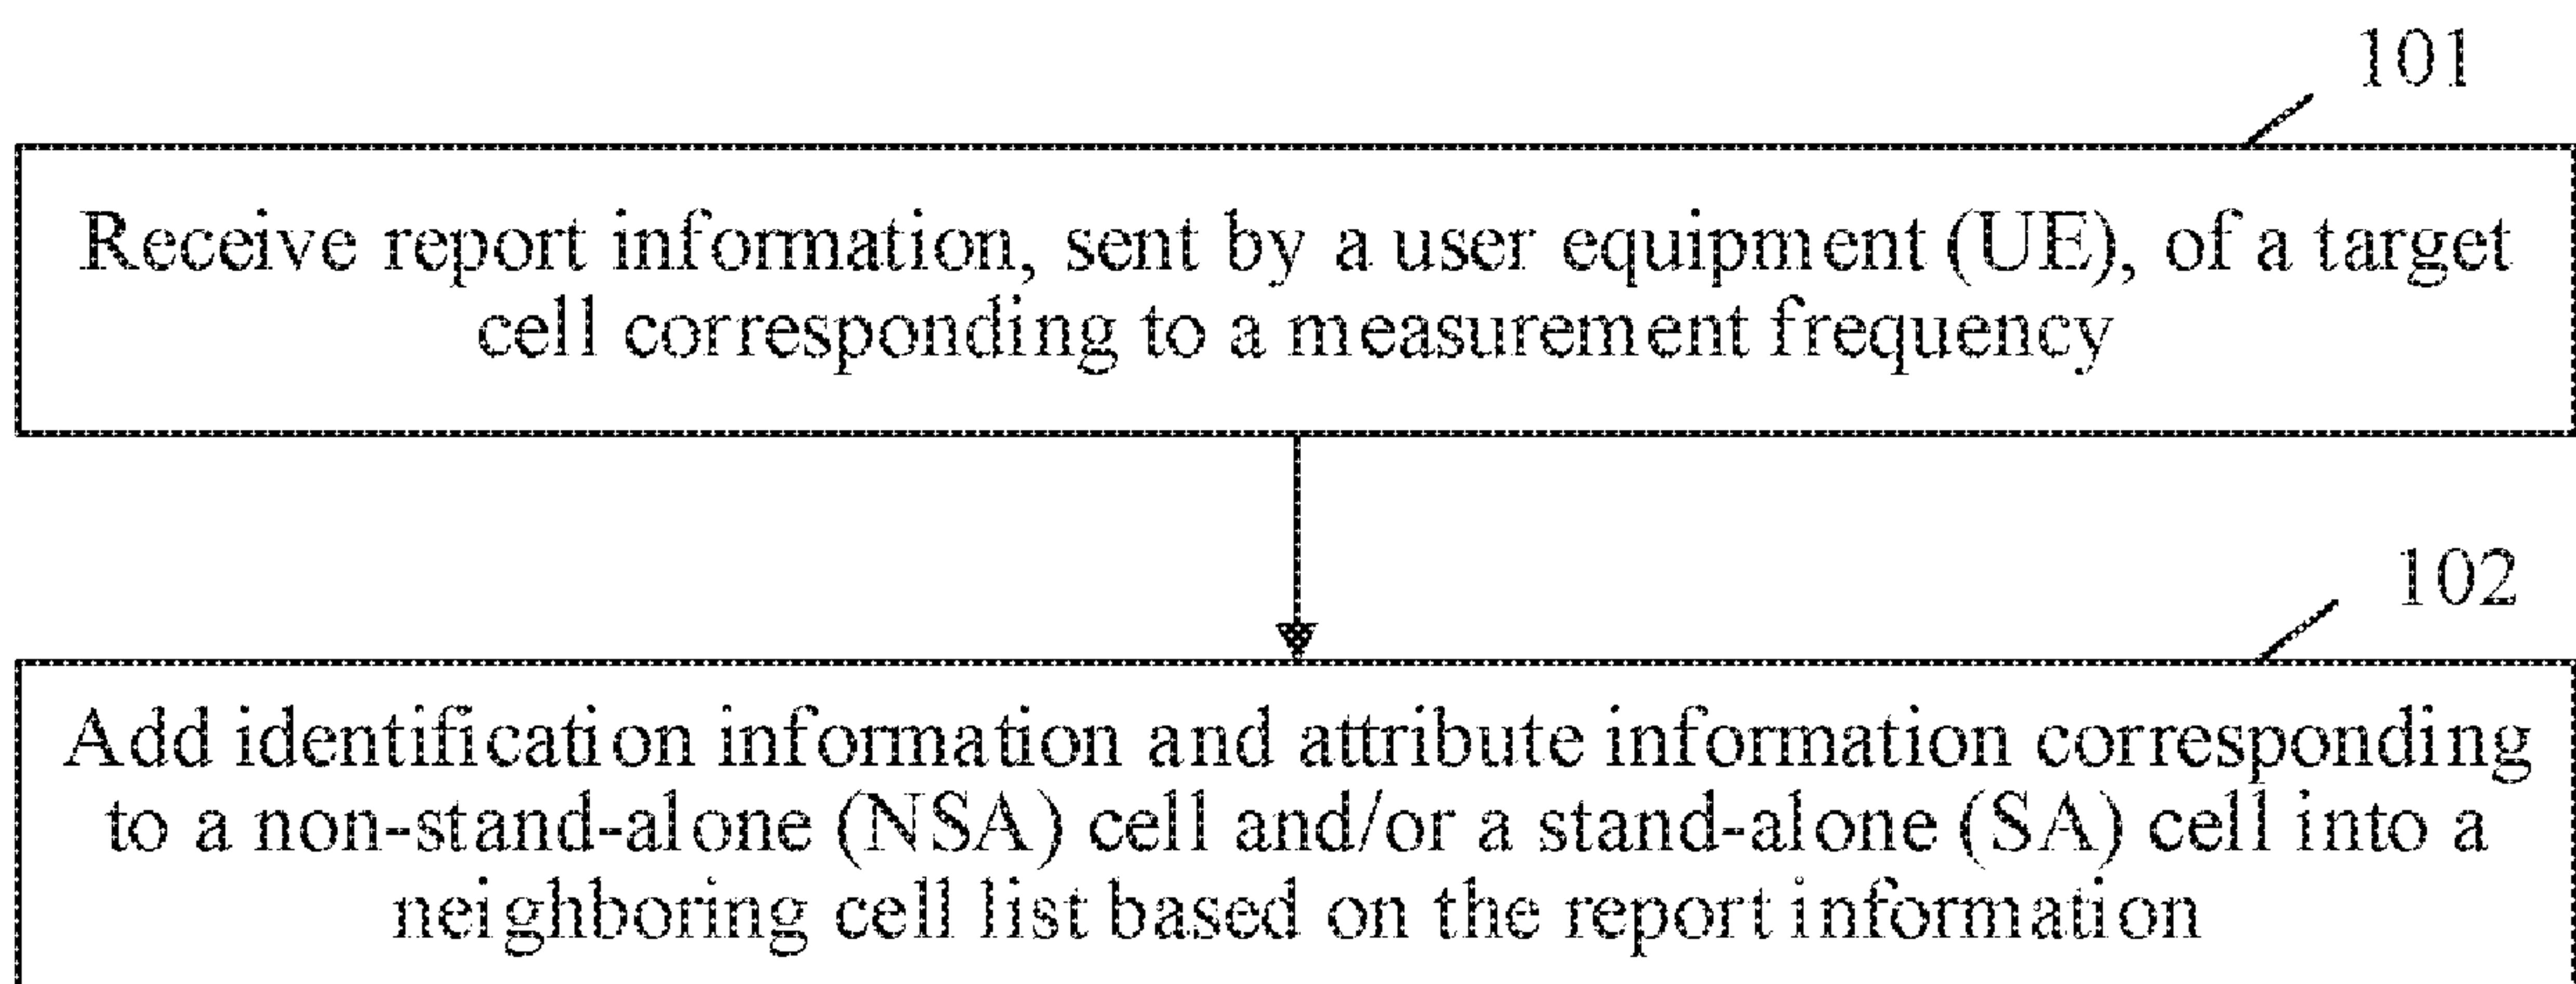 101
Receive report information, sent by a user equipment (UE), of a target
cell corresponding to a measurement frequency
102
Add identification information and attribute information corresponding
to a non-stand-alone (NSA) cell and/or a stand-alone (SA) cell into a
neighboring cell list based on the report information